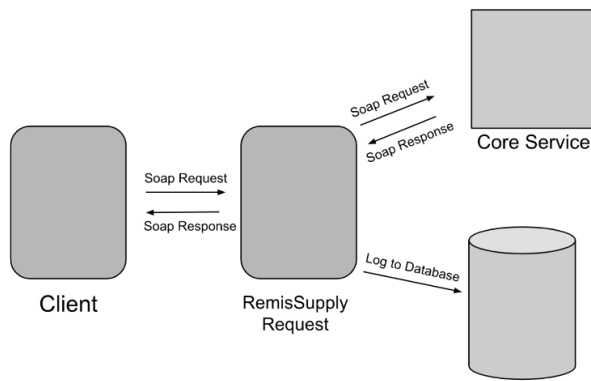 Soap Request
Soap Response
Core Service
Soap Request
Soap Response
Log to Database
Client
RemisSupply
Request